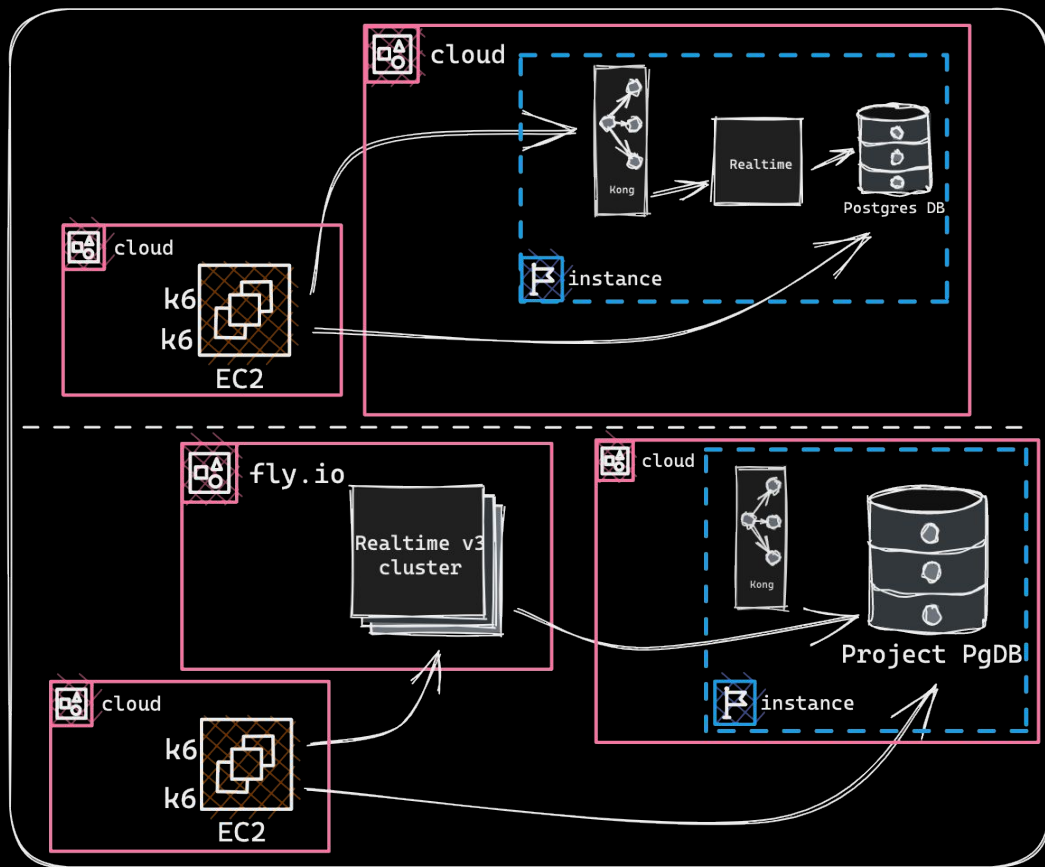 cloud
Kong
Realtime
Postgres DB
instance
cloud
k6
k6
EC2
fly.io
Realtime v3
cluster
cloud
Kong
Project PgDB
instance
cloud
k6
k6
EC2